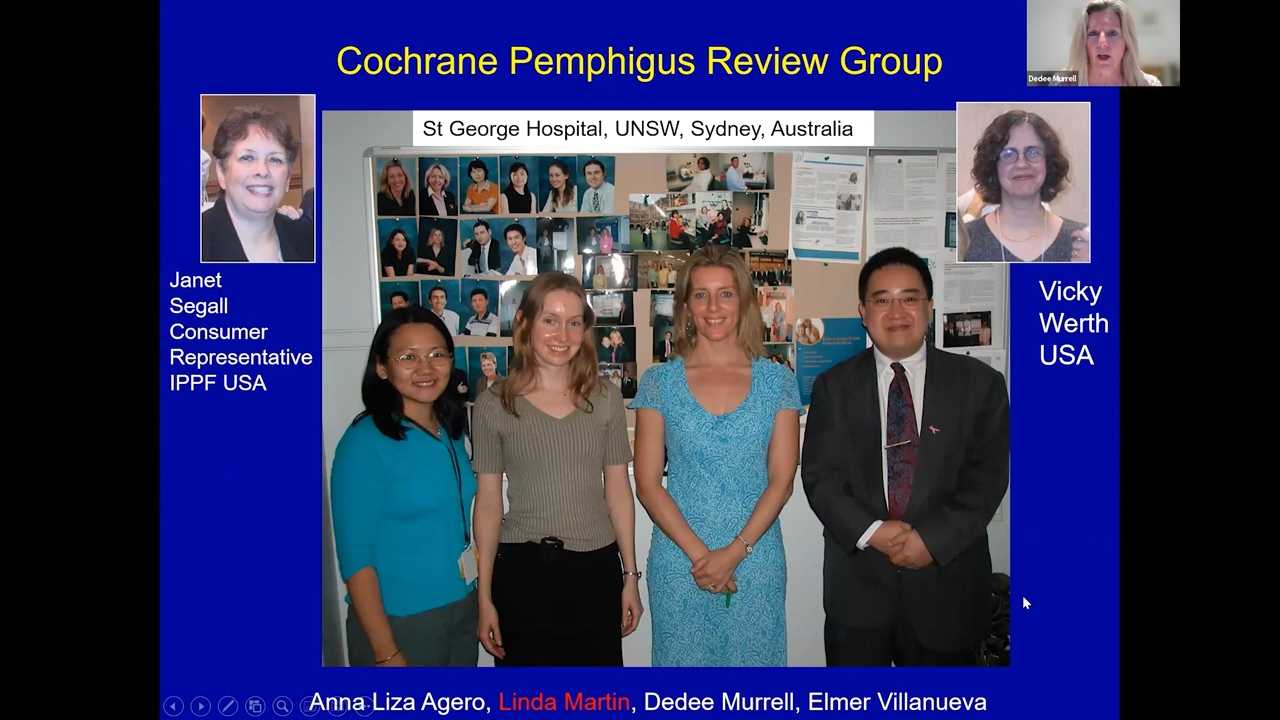 Cochrane Pemphigus Review Group
Dedee Murrell
St George Hospital, UNSW, Sydney, Australia
Janet
Segall
Consumer
Representative
IPPF USA
Vicky
Werth
USA
Anna Liza Agero, Linda Martin, Dedee Murrell, Elmer Villanueva